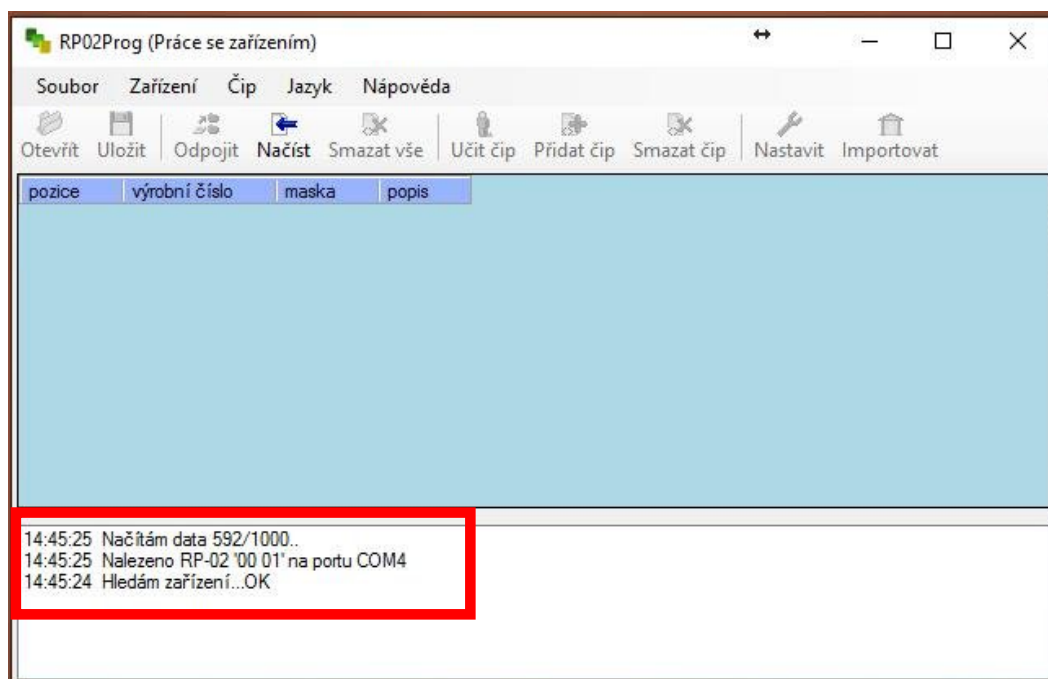 RP02Prog (Práce se zařízením)
Soubor Zařízení Čip Jazyk Nápověda
Otevřít Uložit Odpojit Načíst Smazat vše Učit čip Přidat čip Smazat čip Nastavit Importovat
pozice výrobní číslo maska popis
14:45:25 Načítám data 592/1000..
14:45:25 Nalezeno RP-02 '00 01' na portu COM4
14:45:24 Hledám zařízení...OK